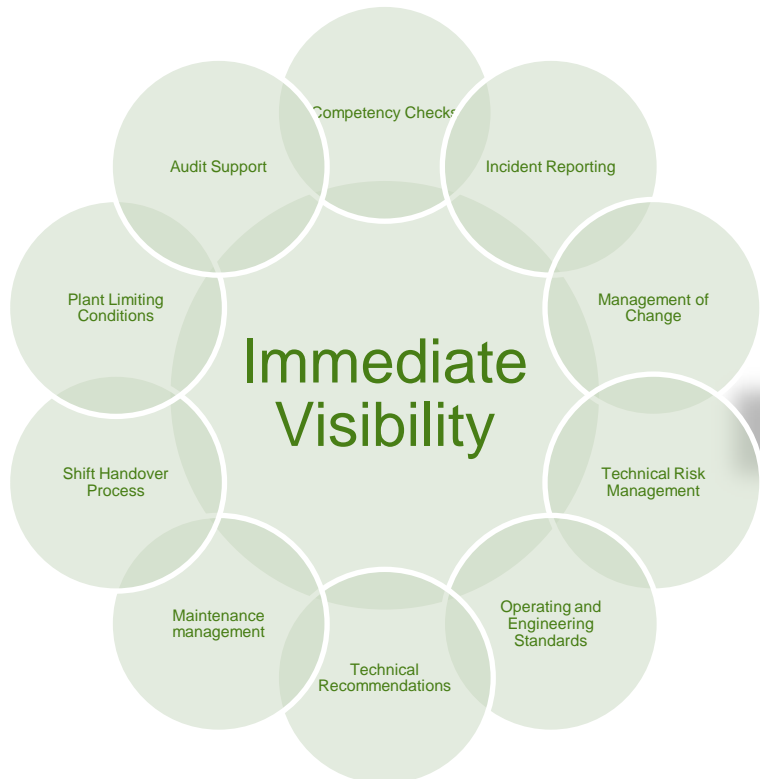 Competency Checks
Incident Reporting
Management of
Change
Technical Risk
Management
Operating and
Engineering
Standards
Technical
Recommendations
Maintenance
management
Shift Handover
Process
Plant Limiting
Conditions
Audit Support
Immediate
Visibility